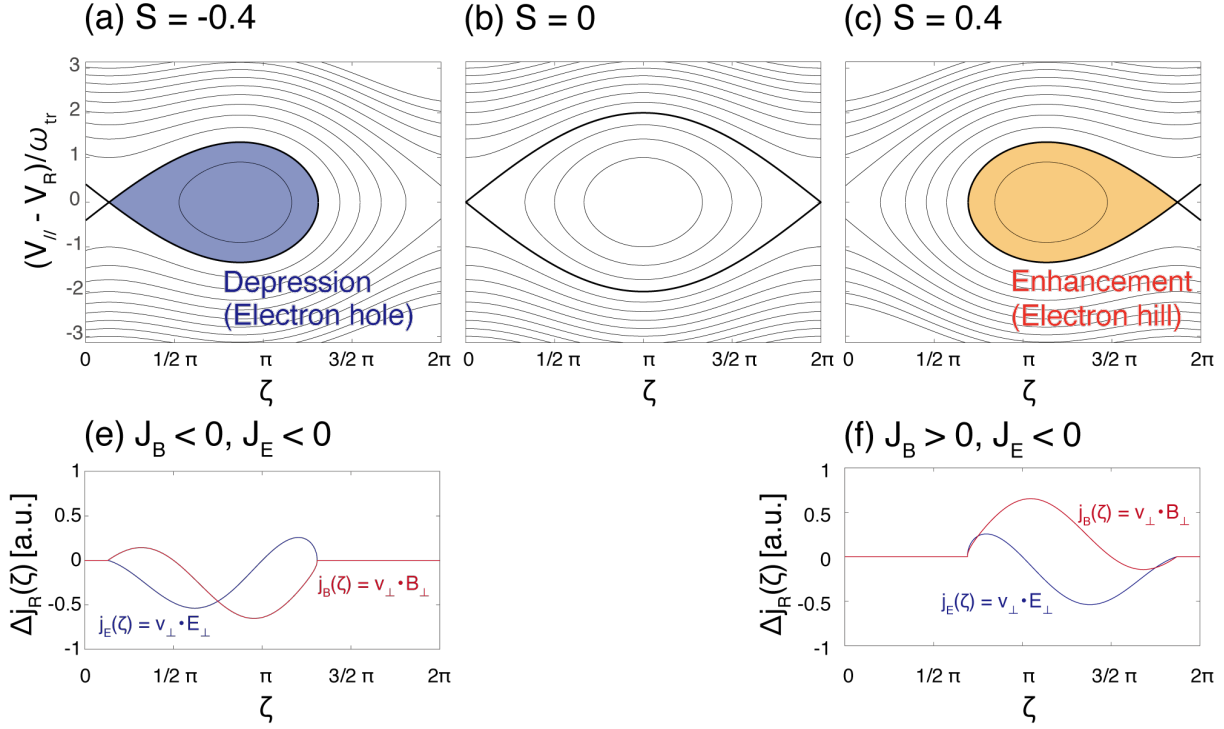 (a) S = -0.4
(b) S = 0
(c) S = 0.4
(V// - VR)/ωtr
3
2
1
0
-1
-2
-3
Depression
(Electron hole)
Enhancement
(Electron hill)
0 1/2 π π 3/2 π 2π
0 1/2 π π 3/2 π 2π
0 1/2 π π 3/2 π 2π
ζ
ζ
ζ
(e) JB < 0, JE < 0
(f) JB > 0, JE < 0
ΔjR(ζ) [a.u.]
1
0.5
0
-0.5
-1
jB(ζ) = v⊥•B⊥
jE(ζ) = v⊥•E⊥
0 1/2 π π 3/2 π 2π
ζ
ΔjR(ζ) [a.u.]
1
0.5
0
-0.5
-1
jB(ζ) = v⊥•B⊥
jE(ζ) = v⊥•E⊥
0 1/2 π π 3/2 π 2π
ζ